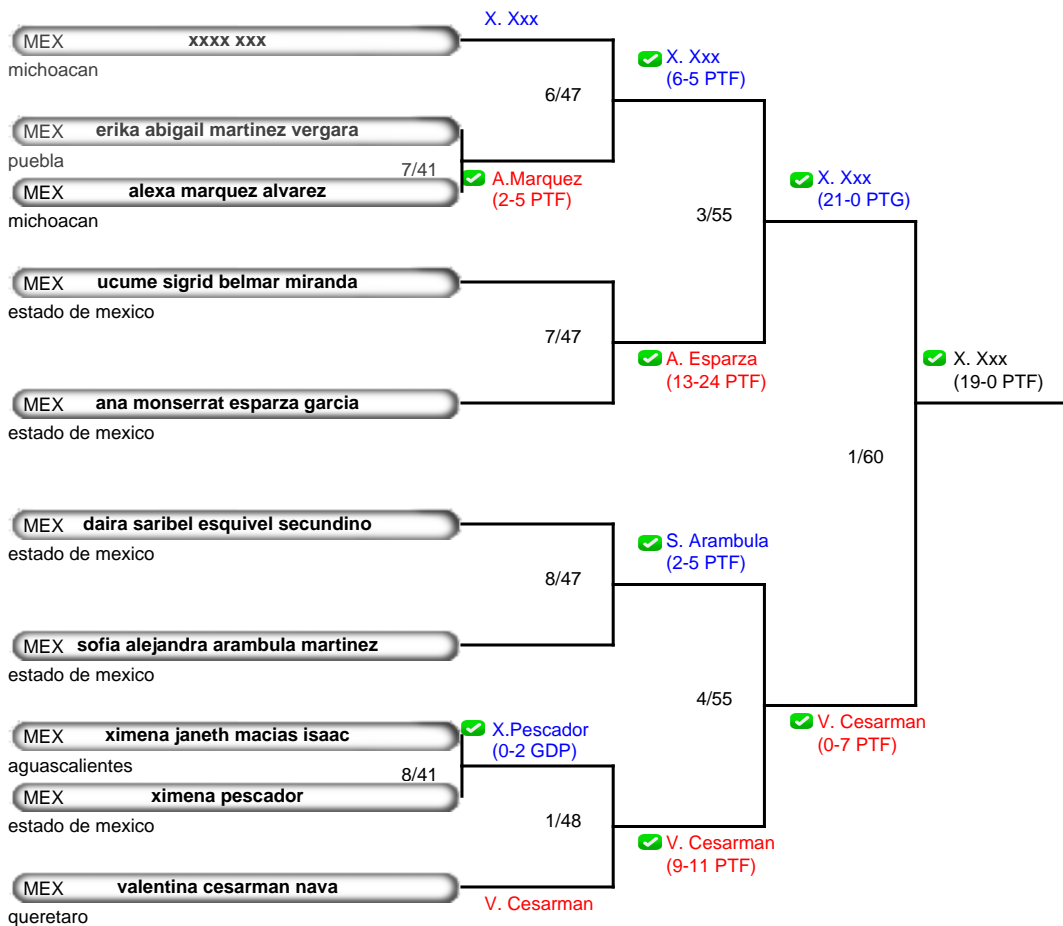 X. Xxx
MEX xxxx xxx
michoacan
X. Xxx
(6-5 PTF)
6/47
MEX erika abigail martinez vergara
puebla
7/41
A.Marquez
(2-5 PTF)
MEX alexa marquez alvarez
michoacan
X. Xxx
(21-0 PTG)
3/55
MEX ucume sigrid belmar miranda
estado de mexico
7/47
A. Esparza
(13-24 PTF)
X. Xxx
(19-0 PTF)
MEX ana monserrat esparza garcia
estado de mexico
1/60
MEX daira saribel esquivel secundino
estado de mexico
S. Arambula
(2-5 PTF)
8/47
MEX sofia alejandra arambula martinez
estado de mexico
4/55
V. Cesarman
(0-7 PTF)
MEX ximena janeth macias isaac
aguascalientes
X.Pescador
(0-2 GDP)
8/41
MEX ximena pescador
estado de mexico
1/48
V. Cesarman
(9-11 PTF)
MEX valentina cesarman nava
queretaro
V. Cesarman